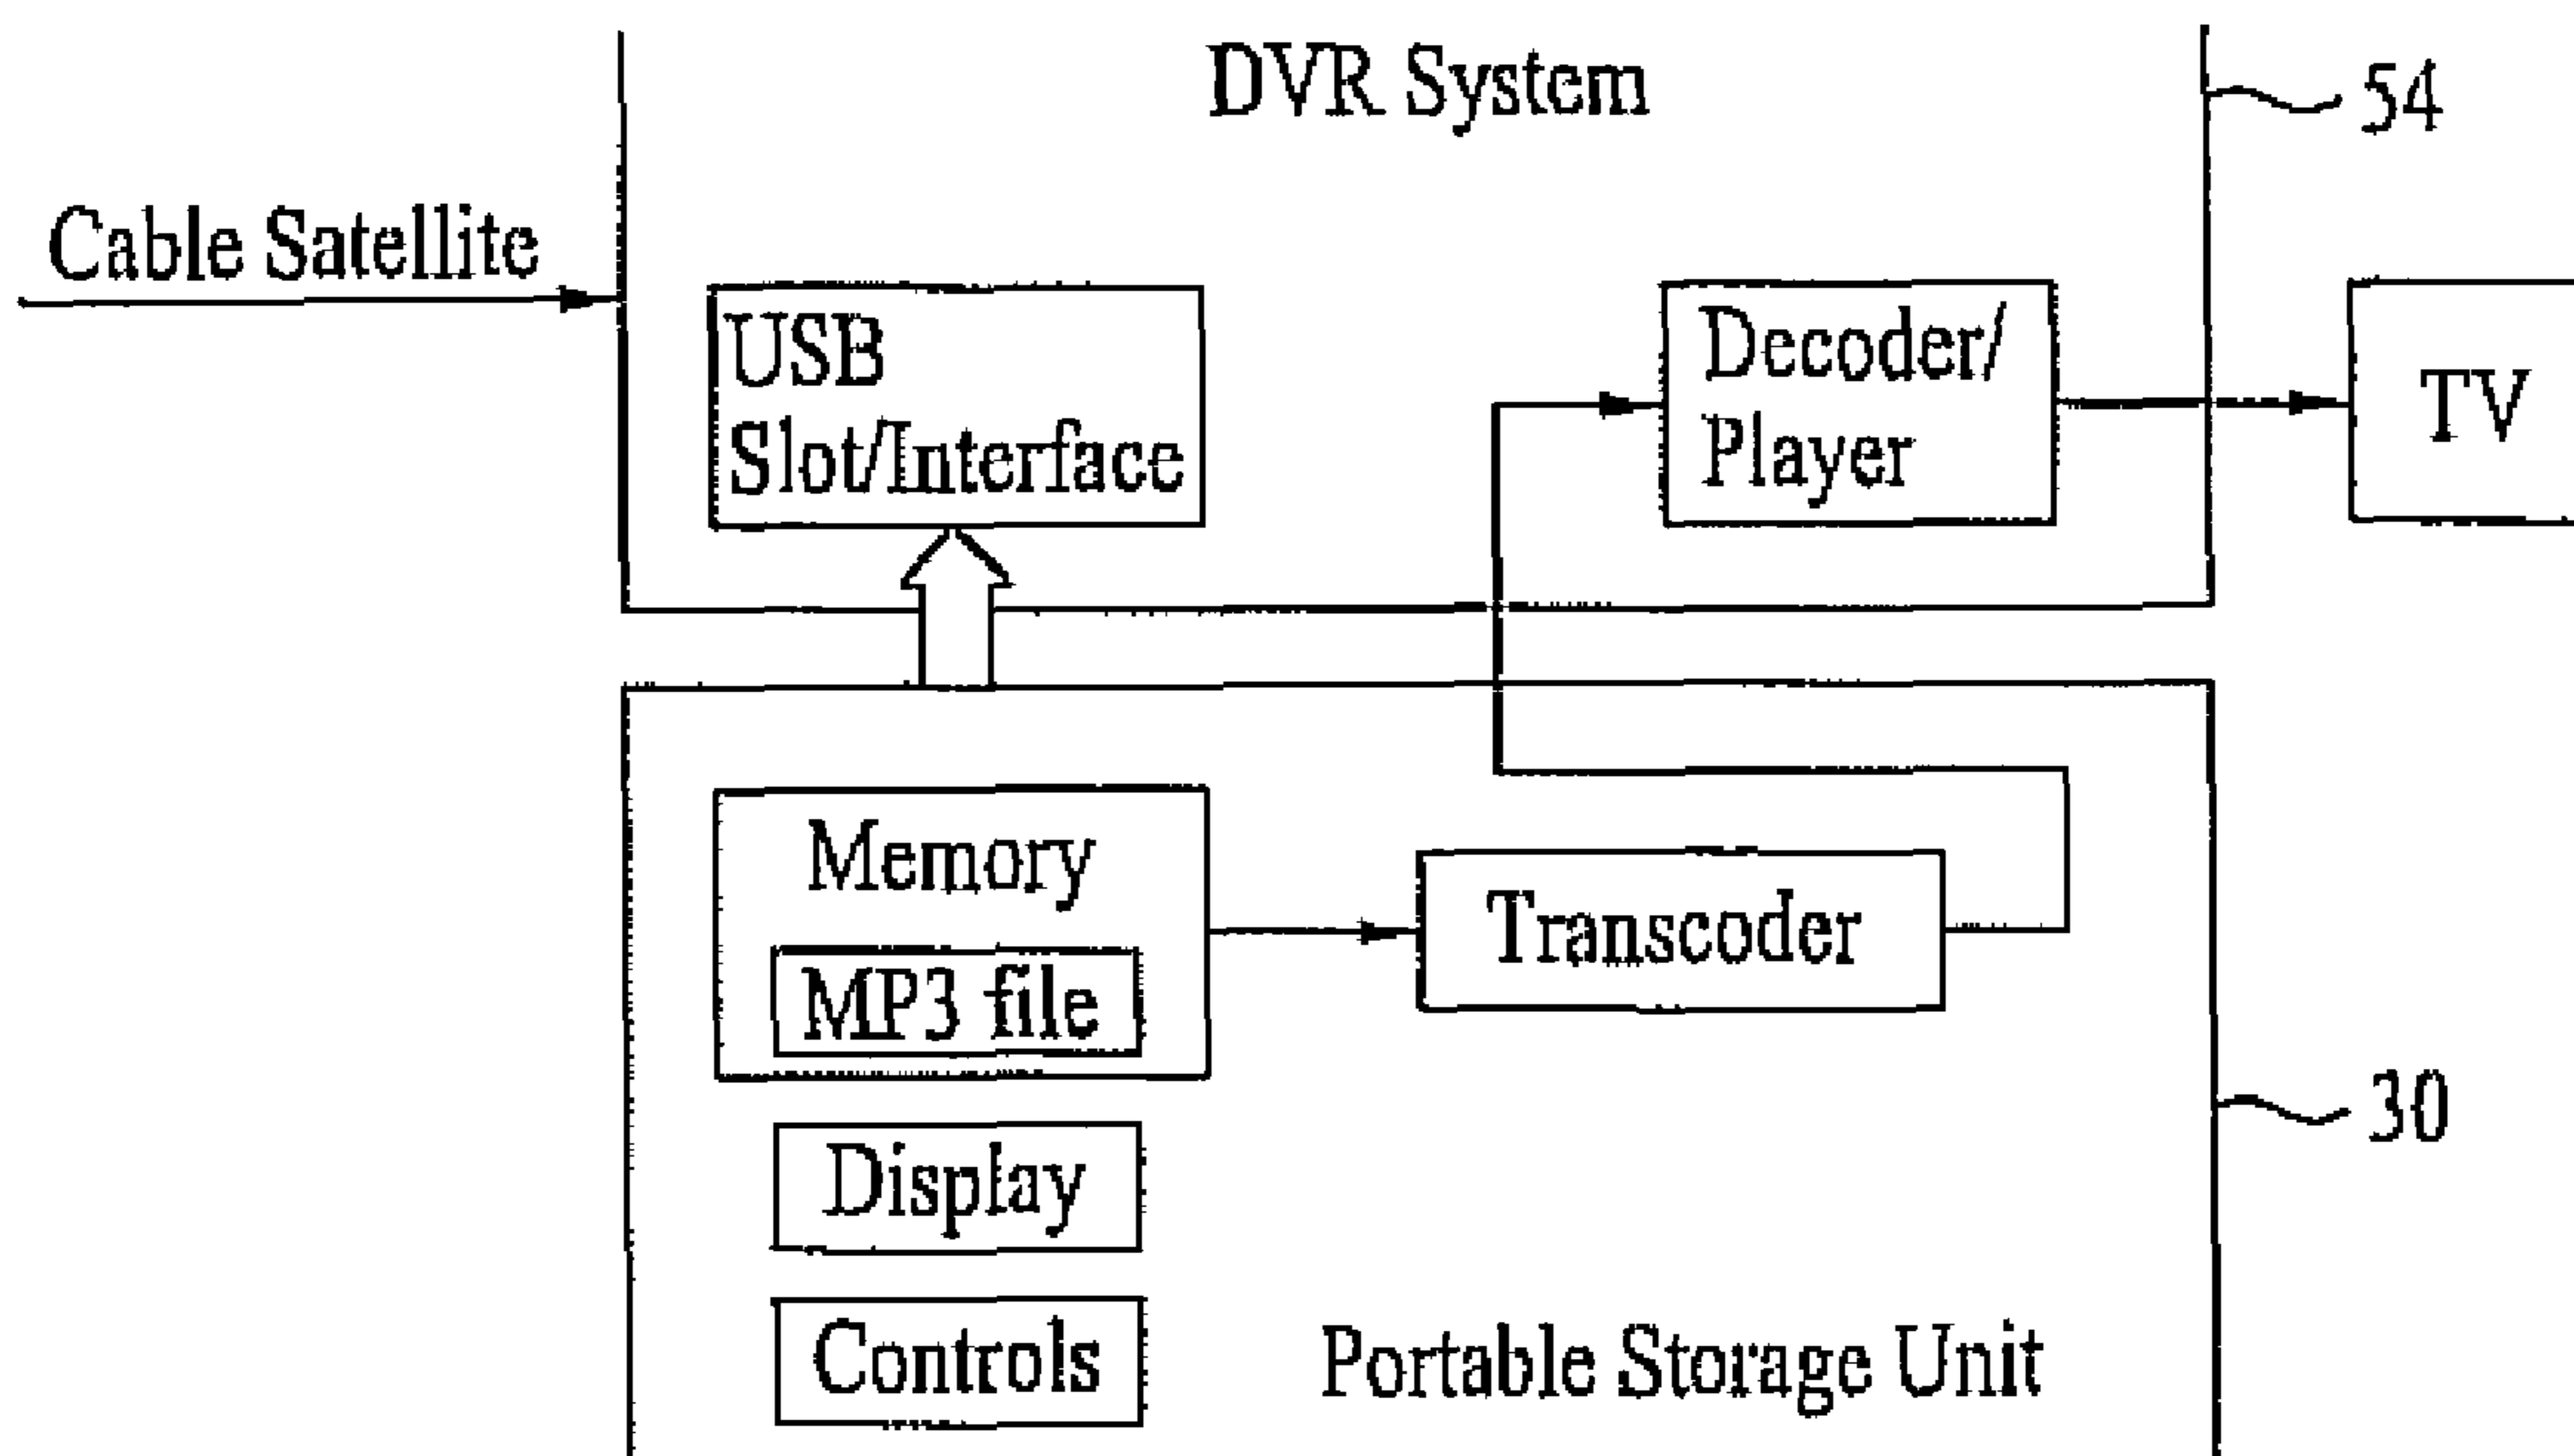 DVR System
54
Cable Satellite
USB
Slot/Interface
Decoder/
Player
TV
Memory
MP3 file
Transcoder
Display
30
Controls
Portable Storage Unit